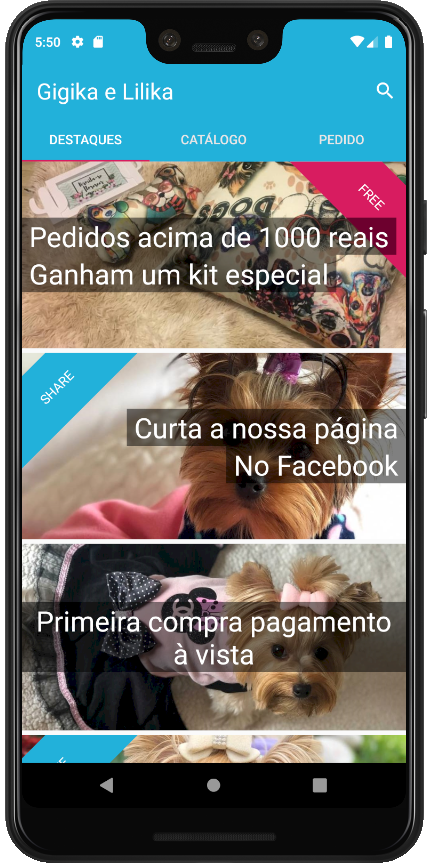 5:50
Gigika e Lilika
DESTAQUES CATÁLOGO PEDIDO
FREE
Pedidos acima de 1000 reais
Ganham um kit especial
SHARE
Curta a nossa página
No Facebook
Primeira compra pagamento
à vista